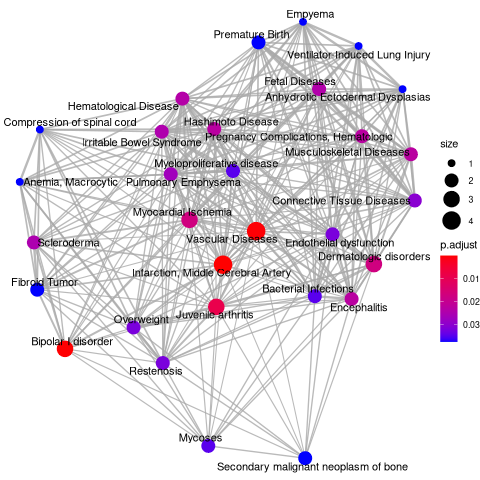 Empyema
Premature Birth
Ventilator-Induced Lung Injury
Fetal Diseases
Anhydrotic Ectodermal Dysplasias
Hematological Disease
Compression of spinal cord
Hashimoto Disease
Irritable Bowel Syndrome
Pregnancy Complications, Hematologic
Musculoskeletal Diseases
Myeloproliferative disease
Anemia, Macrocytic
Pulmonary Emphysema
Connective Tissue Diseases
Myocardial Ischemia
Vascular Diseases
Endothelial dysfunction
Scleroderma
Dermatologic disorders
Infarction, Middle Cerebral Artery
Fibroid Tumor
Bacterial Infections
Encephalitis
Juvenile arthritis
Overweight
Bipolar I disorder
Restenosis
Mycoses
Secondary malignant neoplasm of bone
size
1
2
3
4
p.adjust
0.01
0.02
0.03